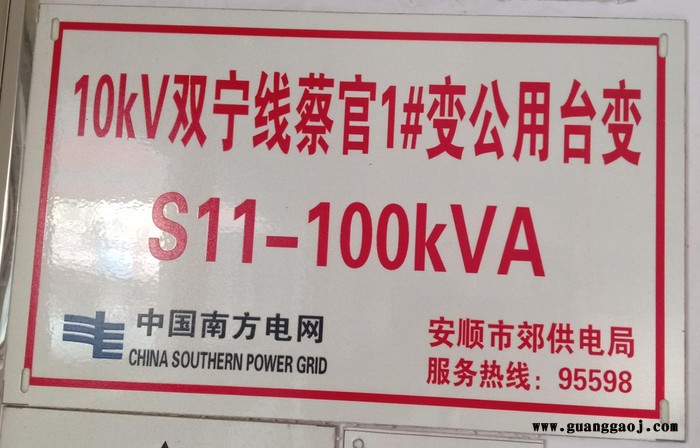 10kV双宁线蔡官1#变公用台变
S11-100kVA
中国南方电网
CHINA SOUTHERN POWER GRID
安顺市郊供电局
服务热线：95598
www.guanggaoj.com